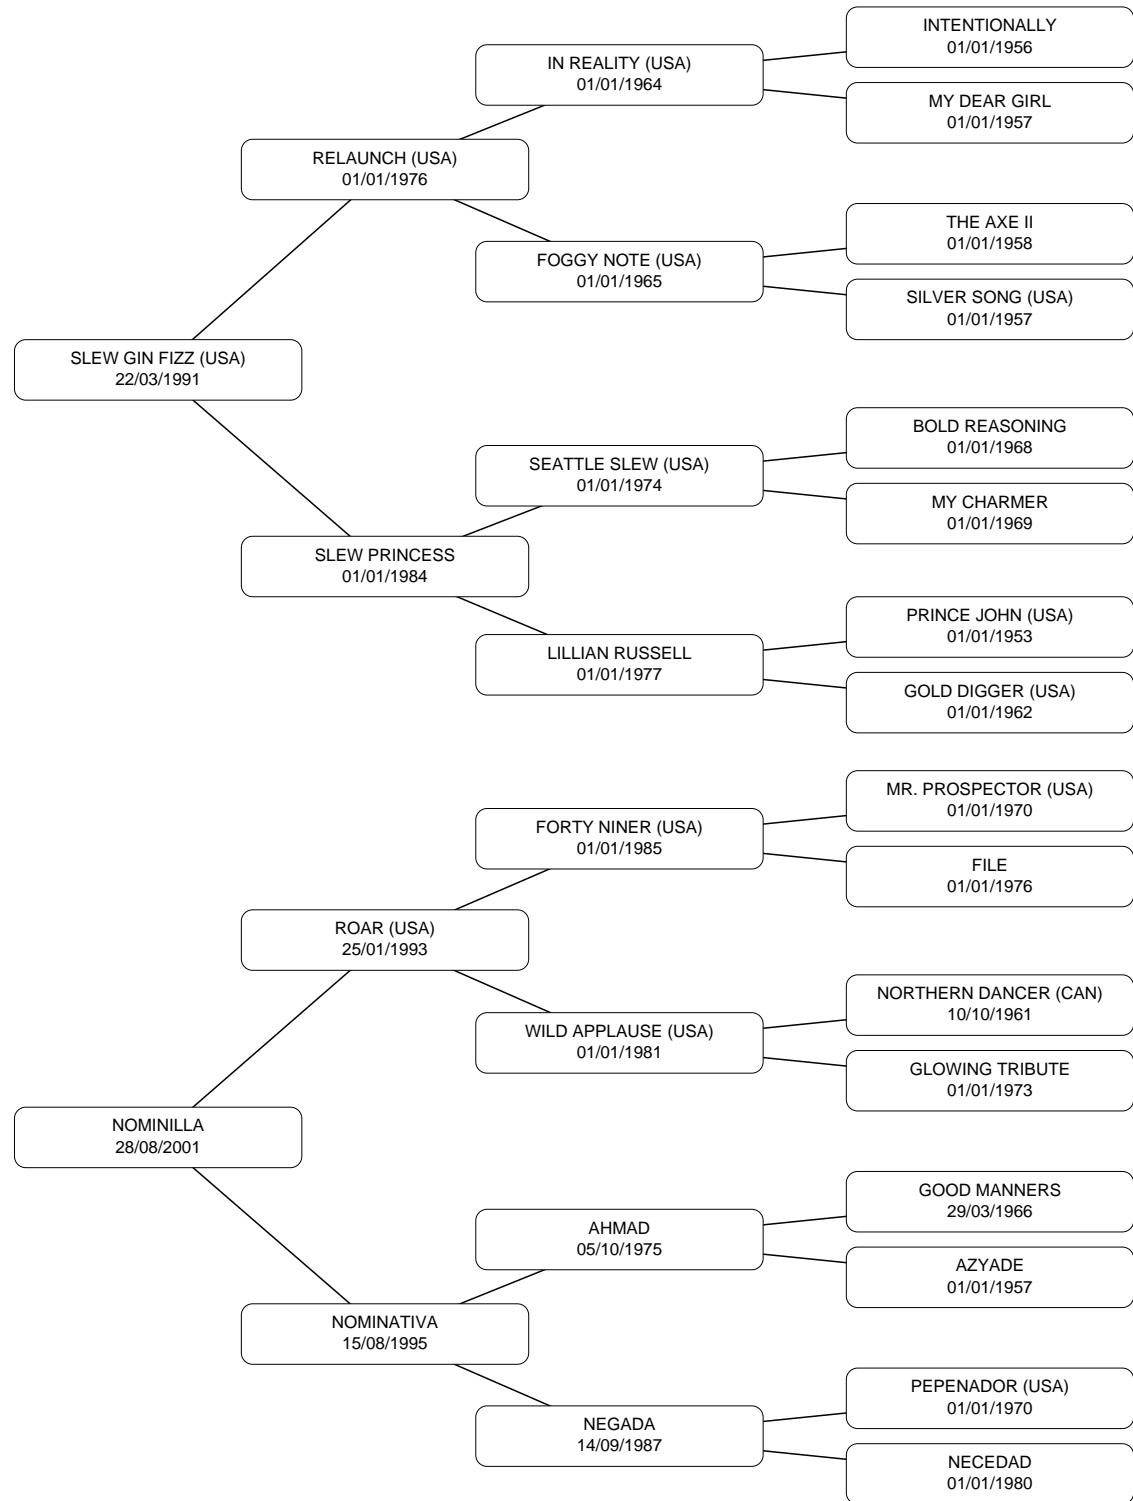 INTENTIONALLY
01/01/1956
IN REALITY (USA)
01/01/1964
MY DEAR GIRL
01/01/1957
RELAUNCH (USA)
01/01/1976
THE AXE II
01/01/1958
FOGGY NOTE (USA)
01/01/1965
SILVER SONG (USA)
01/01/1957
SLEW GIN FIZZ (USA)
22/03/1991
BOLD REASONING
01/01/1968
SEATTLE SLEW (USA)
01/01/1974
MY CHARMER
01/01/1969
SLEW PRINCESS
01/01/1984
PRINCE JOHN (USA)
01/01/1953
LILLIAN RUSSELL
01/01/1977
GOLD DIGGER (USA)
01/01/1962
MR. PROSPECTOR (USA)
01/01/1970
FORTY NINER (USA)
01/01/1985
FILE
01/01/1976
ROAR (USA)
25/01/1993
NORTHERN DANCER (CAN)
10/10/1961
WILD APPLAUSE (USA)
01/01/1981
GLOWING TRIBUTE
01/01/1973
NOMINILLA
28/08/2001
GOOD MANNERS
29/03/1966
AHMAD
05/10/1975
AZYADE
01/01/1957
NOMINATIVA
15/08/1995
PEPENADOR (USA)
01/01/1970
NEGADA
14/09/1987
NECEDAD
01/01/1980